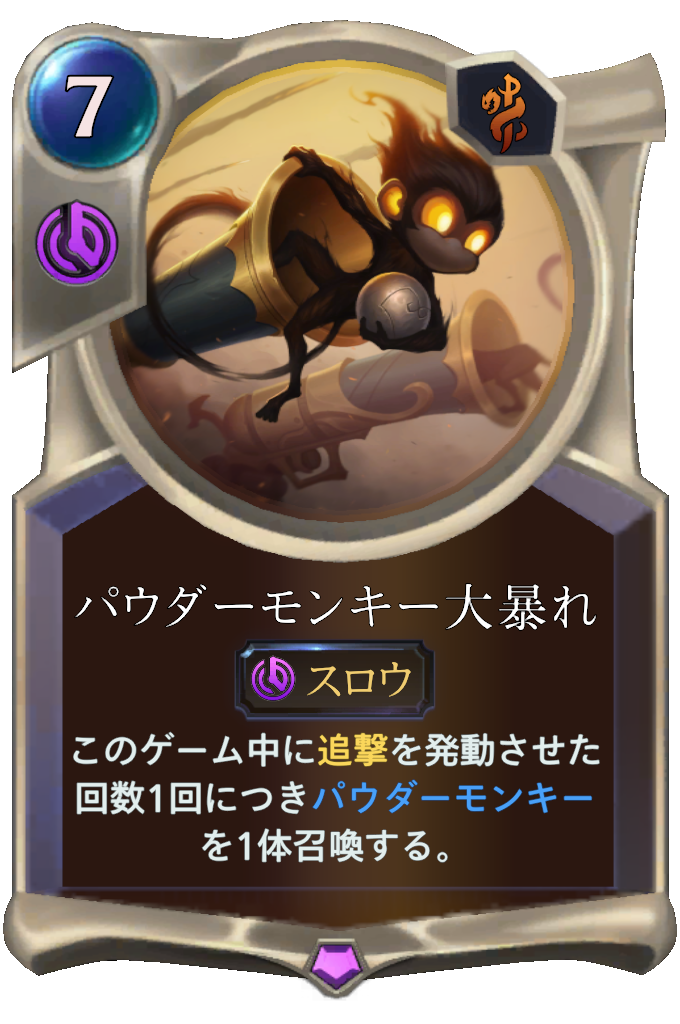 7
パウダーモンキー大暴れ
スロウ
このゲーム中に追撃を発動させた
回数1回につきパウダーモンキー
を1体召喚する。